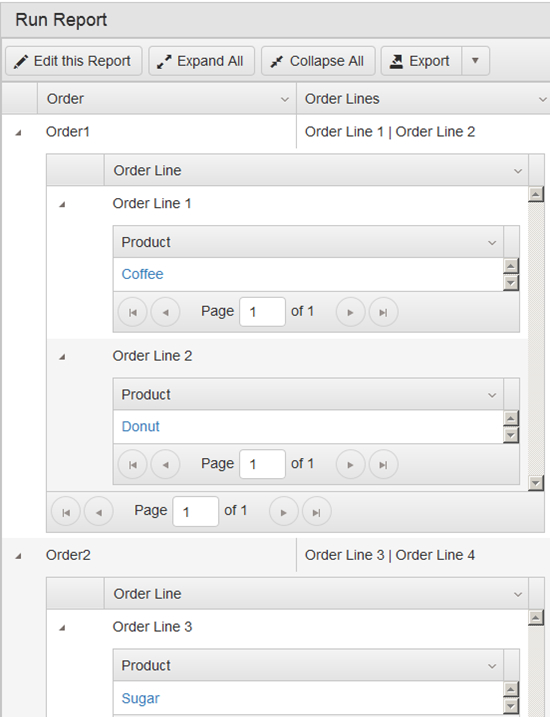 Run Report
Edit this Report Expand All Collapse All Export
Order Order Lines
Order1 Order Line 1 | Order Line 2
Order Line
Order Line 1
Product
Coffee
Page 1 of 1
Order Line 2
Product
Donut
Page 1 of 1
Page 1 of 1
Order2 Order Line 3 | Order Line 4
Order Line
Order Line 3
Product
Sugar